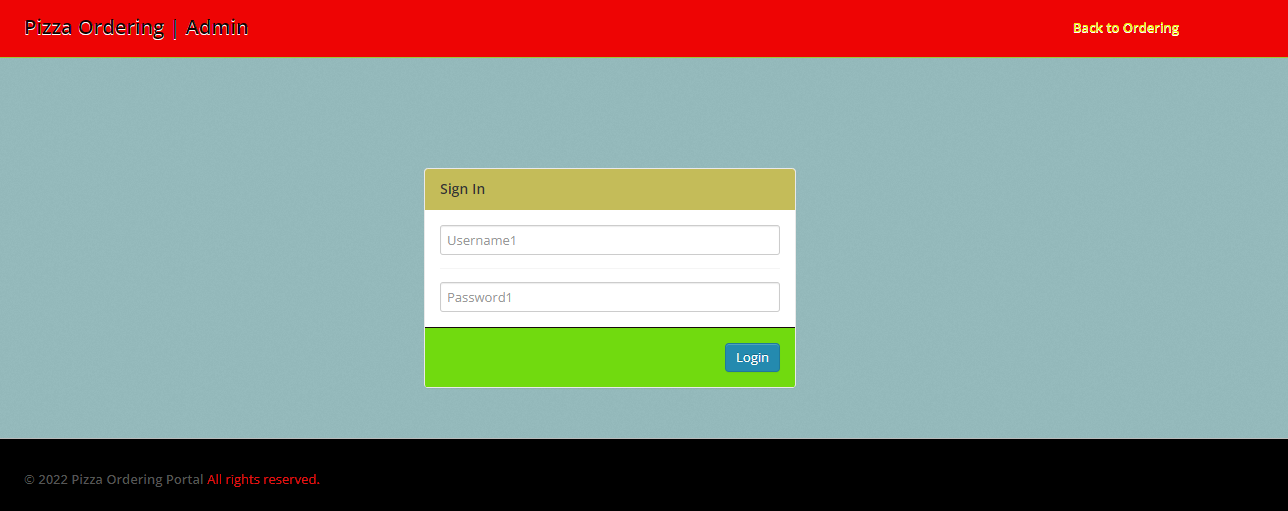 Pizza Ordering | Admin
Back to Ordering
Sign In
Username1
Password1
Login
© 2022 Pizza Ordering Portal All rights reserved.